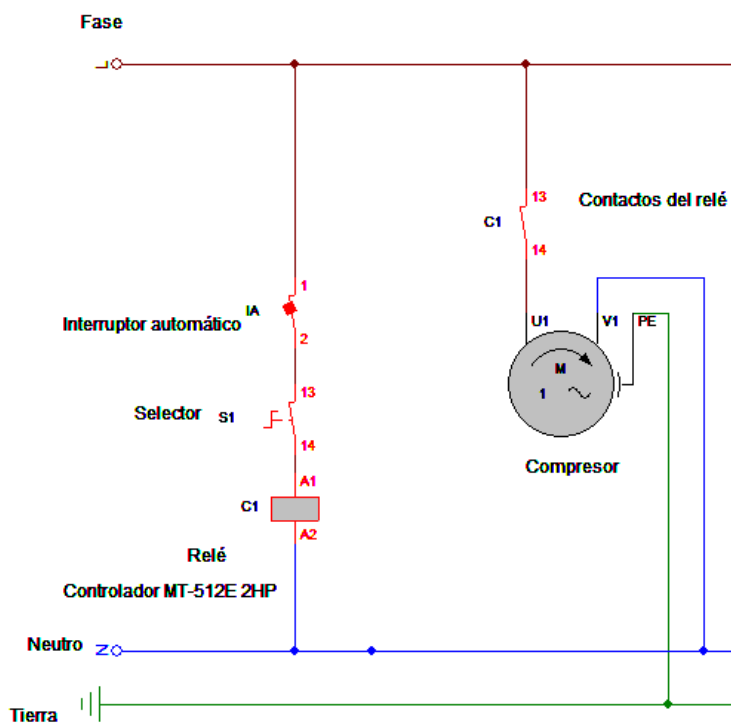 Fase
L
13
Contactos del relé
C1
14
1
IA
Interruptor automático
2
U1
V1
PE
M
1
13
Selector
S1
14
Compresor
A1
C1
A2
Relé
Controlador MT-512E 2HP
Neutro
N
Tierra